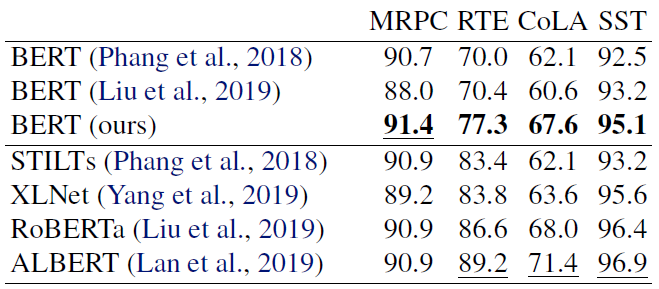 MRPC RTE CoLA SST
BERT (Phang et al., 2018) 90.7 70.0 62.1 92.5
BERT (Liu et al., 2019) 88.0 70.4 60.6 93.2
BERT (ours) 91.4 77.3 67.6 95.1
STILTs (Phang et al., 2018) 90.9 83.4 62.1 93.2
XLNet (Yang et al., 2019) 89.2 83.8 63.6 95.6
RoBERTa (Liu et al., 2019) 90.9 86.6 68.0 96.4
ALBERT (Lan et al., 2019) 90.9 89.2 71.4 96.9